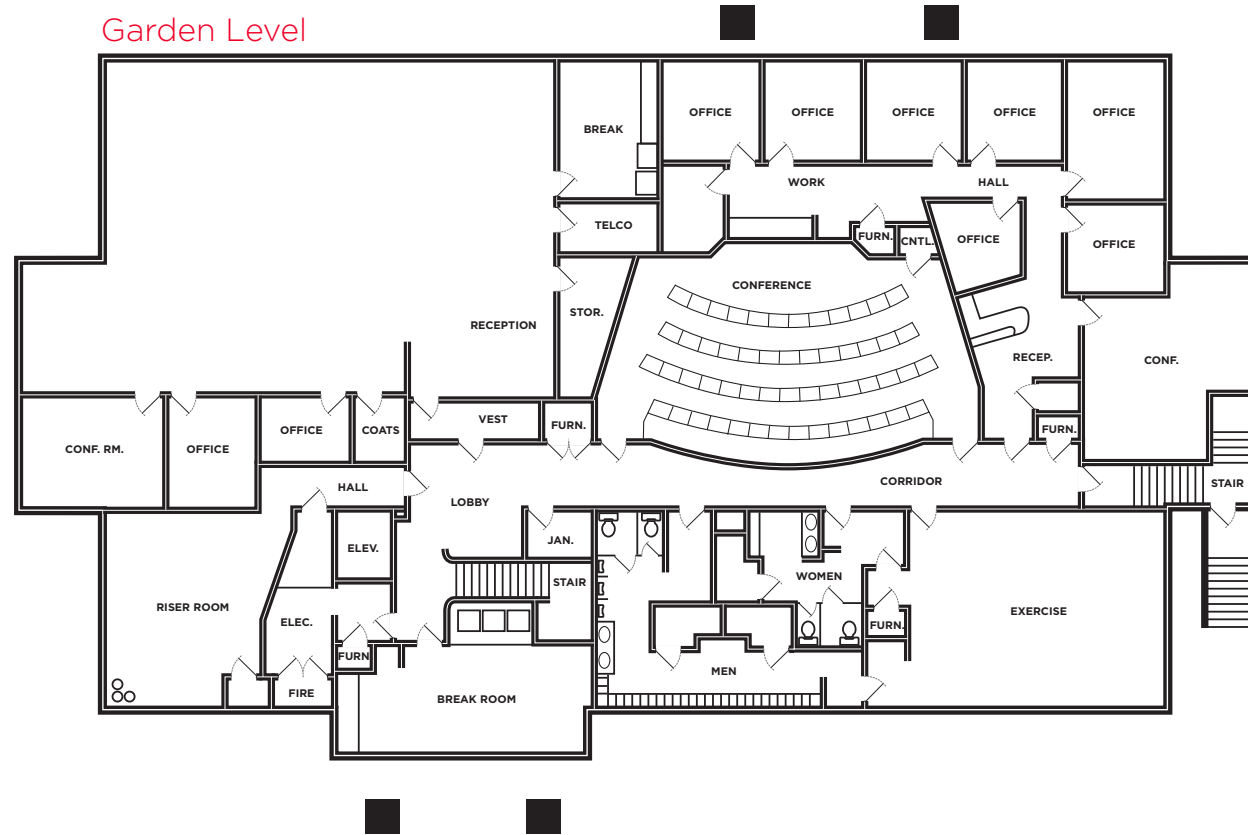 Garden Level
OFFICE
OFFICE
OFFICE
OFFICE
OFFICE
BREAK
WORK
HALL
TELCO
FURN.
CNTL.
OFFICE
OFFICE
CONFERENCE
STOR.
RECEPTION
RECEP.
CONF.
VEST
FURN.
OFFICE
COATS
FURN.
CONF. RM.
OFFICE
HALL
LOBBY
CORRIDOR
STAIR
JAN.
ELEV.
WOMEN
STAIR
RISER ROOM
EXERCISE
ELEC.
FURN.
FURN
MEN
FIRE
BREAK ROOM